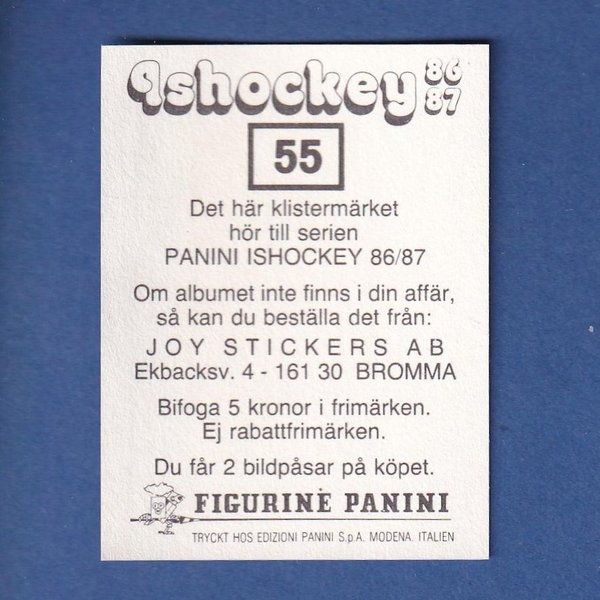 Ishockey 86
87
55
Det här klistermärket
hör till serien
PANINI ISHOCKEY 86/87
Om albumet inte finns i din affär,
så kan du beställa det från:
JOY STICKERS AB
Ekbacksv. 4 - 161 30 BROMMA
Bifoga 5 kronor i frimärken.
Ej rabattfrimärken.
Du får 2 bildpåsar på köpet.
FIGURINE PANINI
TRYCKT HOS EDIZIONI PANINI S.p.A. MODENA. ITALIEN